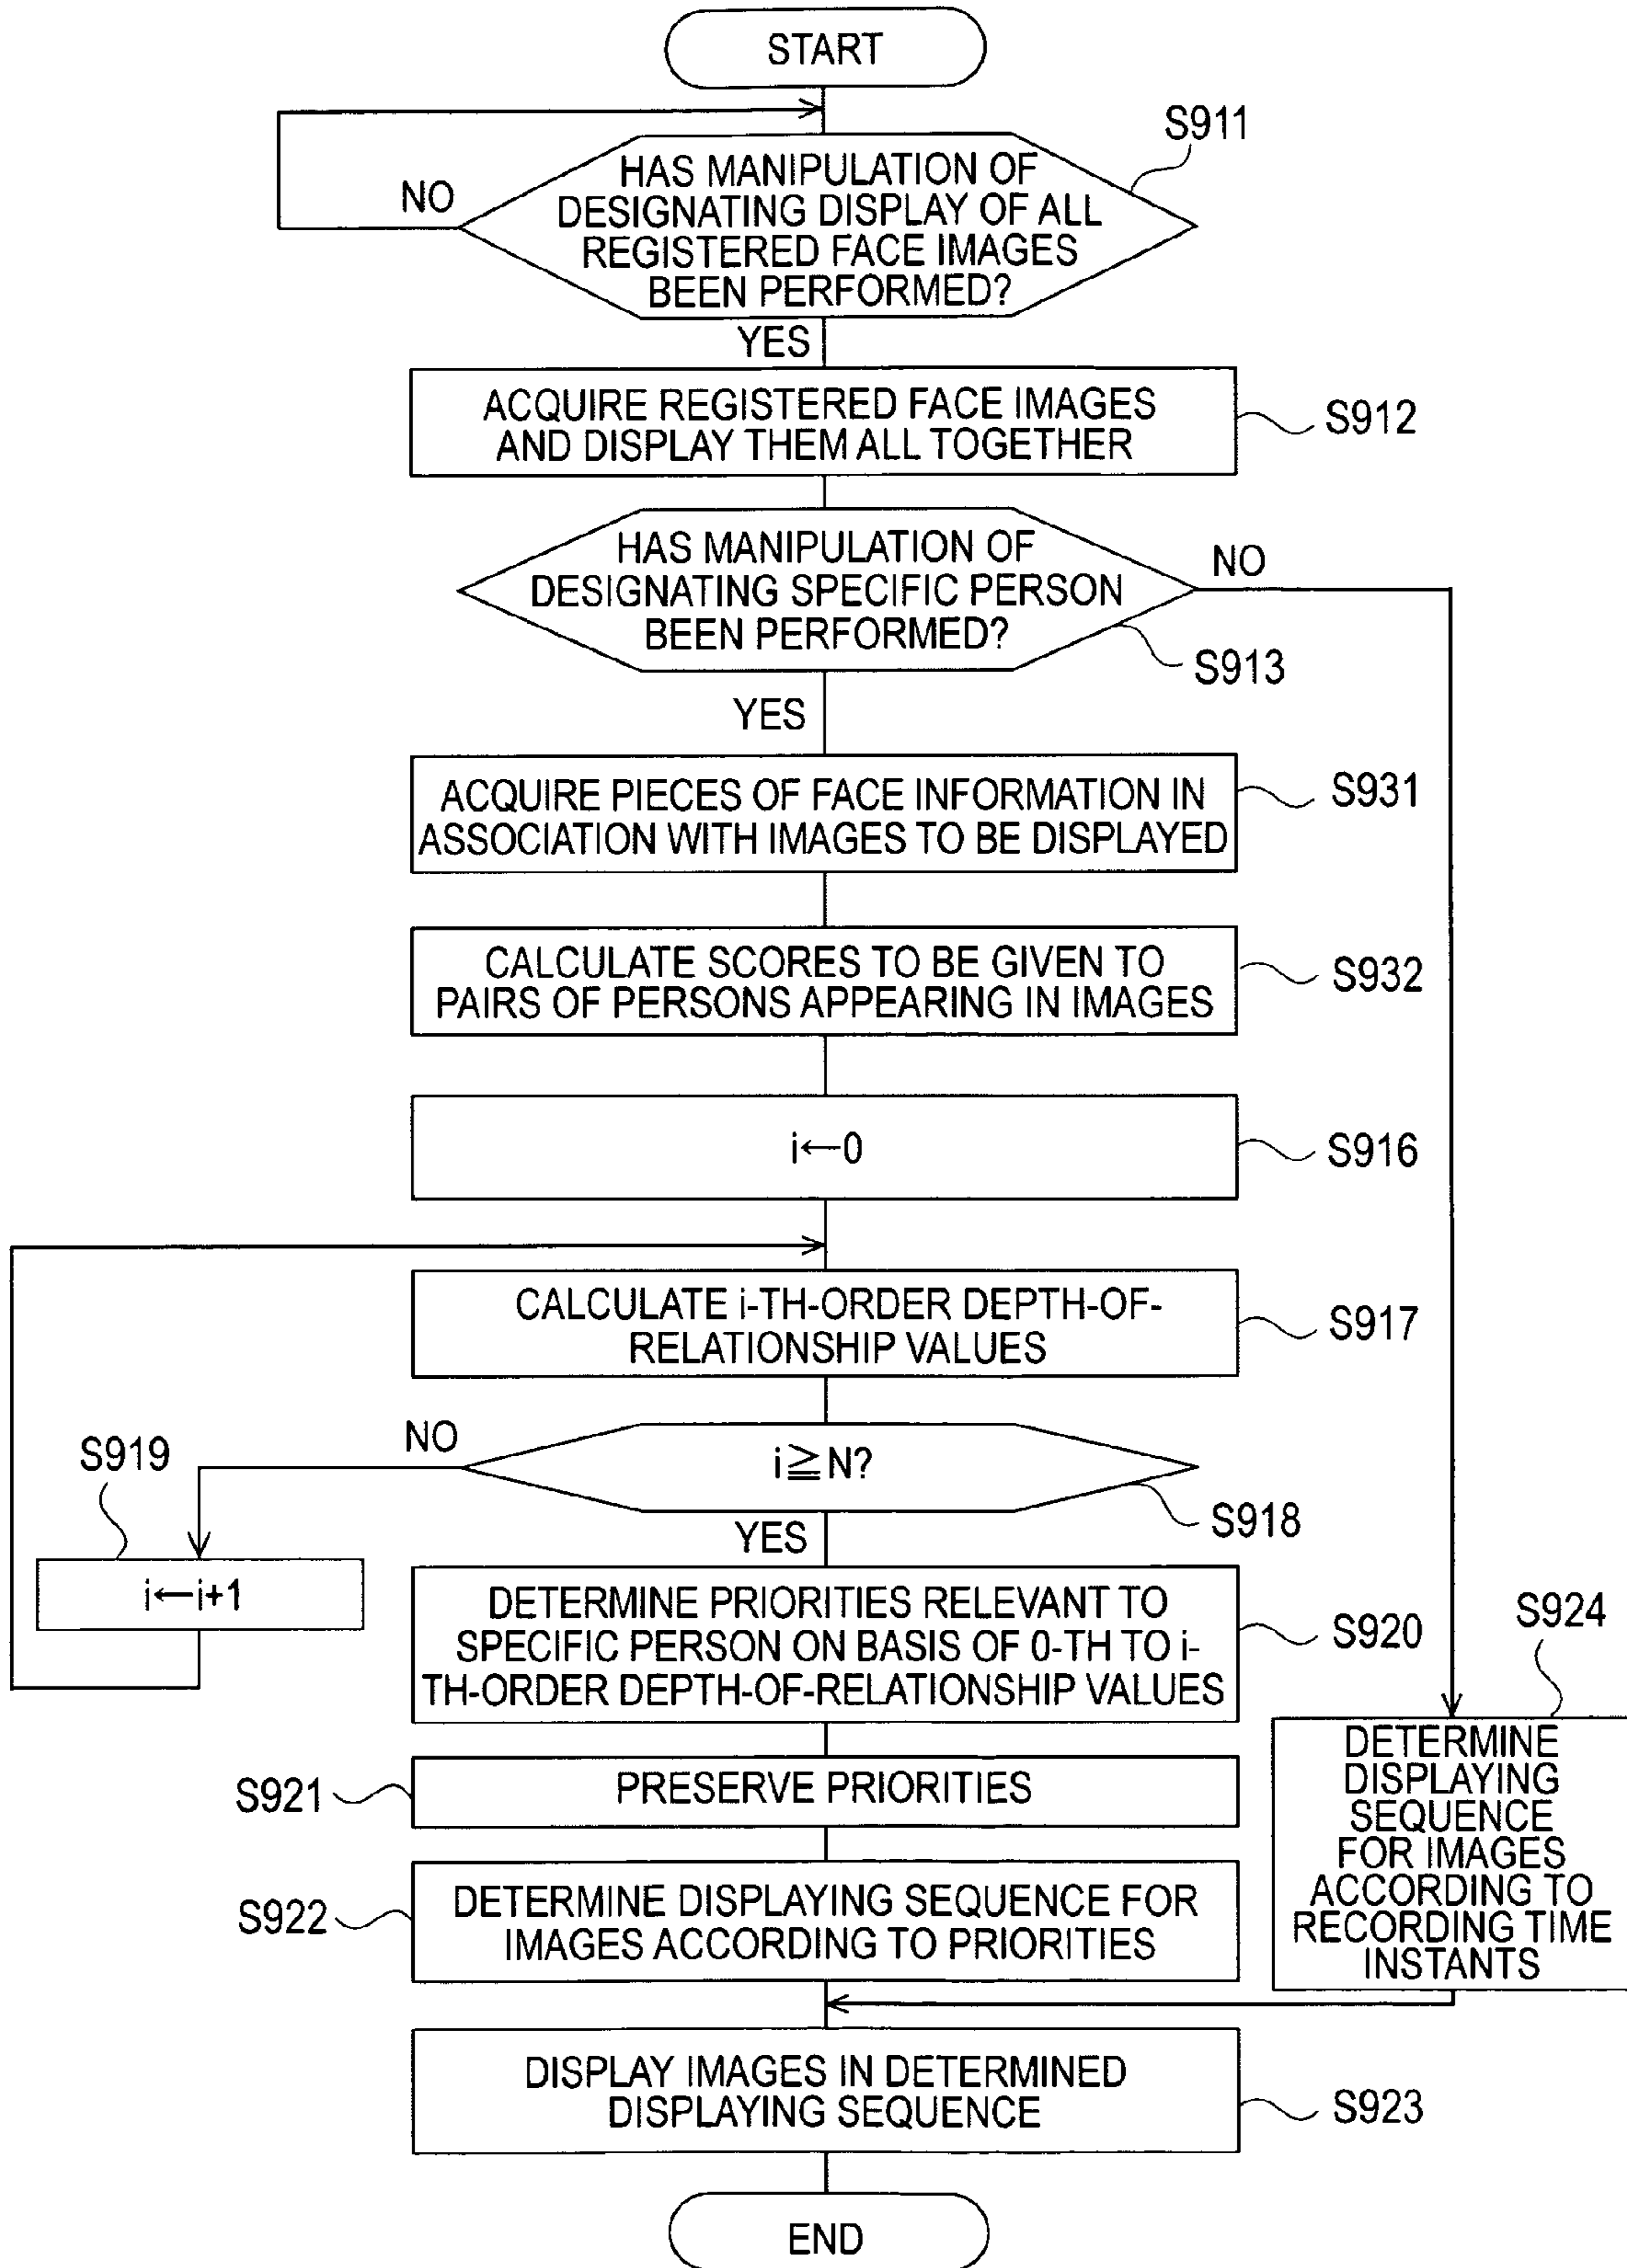 START
S911
HAS MANIPULATION OF
DESIGNATING DISPLAY OF ALL
REGISTERED FACE IMAGES
BEEN PERFORMED?
NO
YES
ACQUIRE REGISTERED FACE IMAGES
AND DISPLAY THEM ALL TOGETHER
S912
HAS MANIPULATION OF
DESIGNATING SPECIFIC PERSON
BEEN PERFORMED?
NO
S913
YES
ACQUIRE PIECES OF FACE INFORMATION IN
ASSOCIATION WITH IMAGES TO BE DISPLAYED
S931
CALCULATE SCORES TO BE GIVEN TO
PAIRS OF PERSONS APPEARING IN IMAGES
S932
i←0
S916
CALCULATE i-TH-ORDER DEPTH-OF-
RELATIONSHIP VALUES
S917
NO
i≧N?
S918
S919
i←i+1
YES
DETERMINE PRIORITIES RELEVANT TO
SPECIFIC PERSON ON BASIS OF 0-TH TO i-
TH-ORDER DEPTH-OF-RELATIONSHIP VALUES
S920
S924
DETERMINE
DISPLAYING
SEQUENCE
FOR IMAGES
ACCORDING TO
RECORDING TIME
INSTANTS
S921
PRESERVE PRIORITIES
S922
DETERMINE DISPLAYING SEQUENCE FOR
IMAGES ACCORDING TO PRIORITIES
DISPLAY IMAGES IN DETERMINED
DISPLAYING SEQUENCE
S923
END